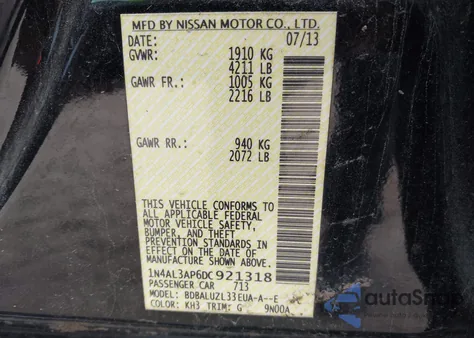 MFD BY NISSAN MOTOR CO., LTD.
DATE: 07/13
GVWR: 1910 KG
4211 LB
GAWR FR.: 1005 KG
2216 LB
GAWR RR.: 940 KG
2072 LB
THIS VEHICLE CONFORMS TO
ALL APPLICABLE FEDERAL
MOTOR VEHICLE SAFETY,
BUMPER, AND THEFT
PREVENTION STANDARDS IN
EFFECT ON THE DATE OF
MANUFACTURE SHOWN ABOVE.
1N4AL3AP6DC921318
PASSENGER CAR 713
MODEL: BDBALUZL33EUA-A--E
COLOR: KH3 TRIM: G 9N00A